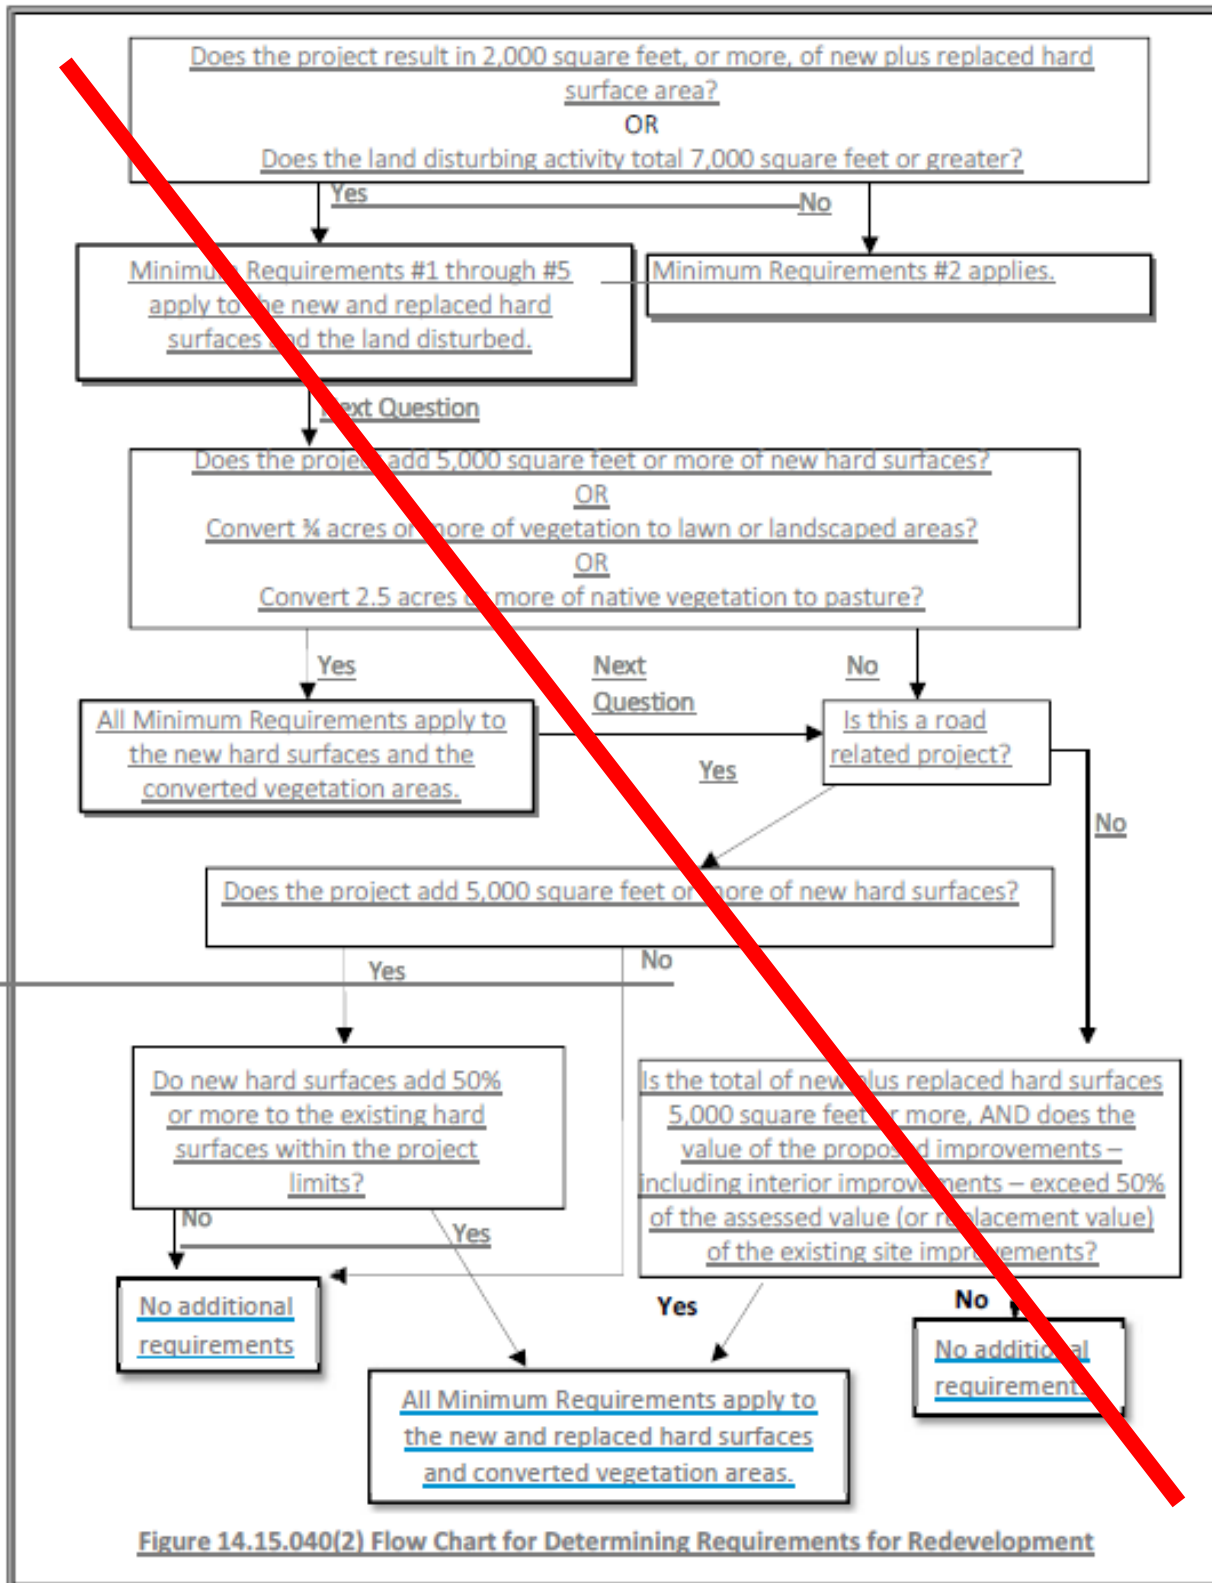 Does the project result in 2,000 square feet, or more, of new plus replaced hard
surface area?
OR
Does the land disturbing activity total 7,000 square feet or greater?
Yes
No
Minimum Requirements #1 through #5
apply to the new and replaced hard
surfaces and the land disturbed.
Minimum Requirements #2 applies.
Next Question
Does the project add 5,000 square feet or more of new hard surfaces?
OR
Convert ¾ acres or more of vegetation to lawn or landscaped areas?
OR
Convert 2.5 acres or more of native vegetation to pasture?
Yes
Next
Question
No
All Minimum Requirements apply to
the new hard surfaces and the
converted vegetation areas.
Is this a road
related project?
Yes
No
Does the project add 5,000 square feet or more of new hard surfaces?
Yes
No
Do new hard surfaces add 50%
or more to the existing hard
surfaces within the project
limits?
Is the total of new plus replaced hard surfaces
5,000 square feet or more, AND does the
value of the proposed improvements –
including interior improvements – exceed 50%
of the assessed value (or replacement value)
of the existing site improvements?
No
Yes
Yes
No
No additional
requirements
No additional
requirements
All Minimum Requirements apply to
the new and replaced hard surfaces
and converted vegetation areas.
Figure 14.15.040(2) Flow Chart for Determining Requirements for Redevelopment